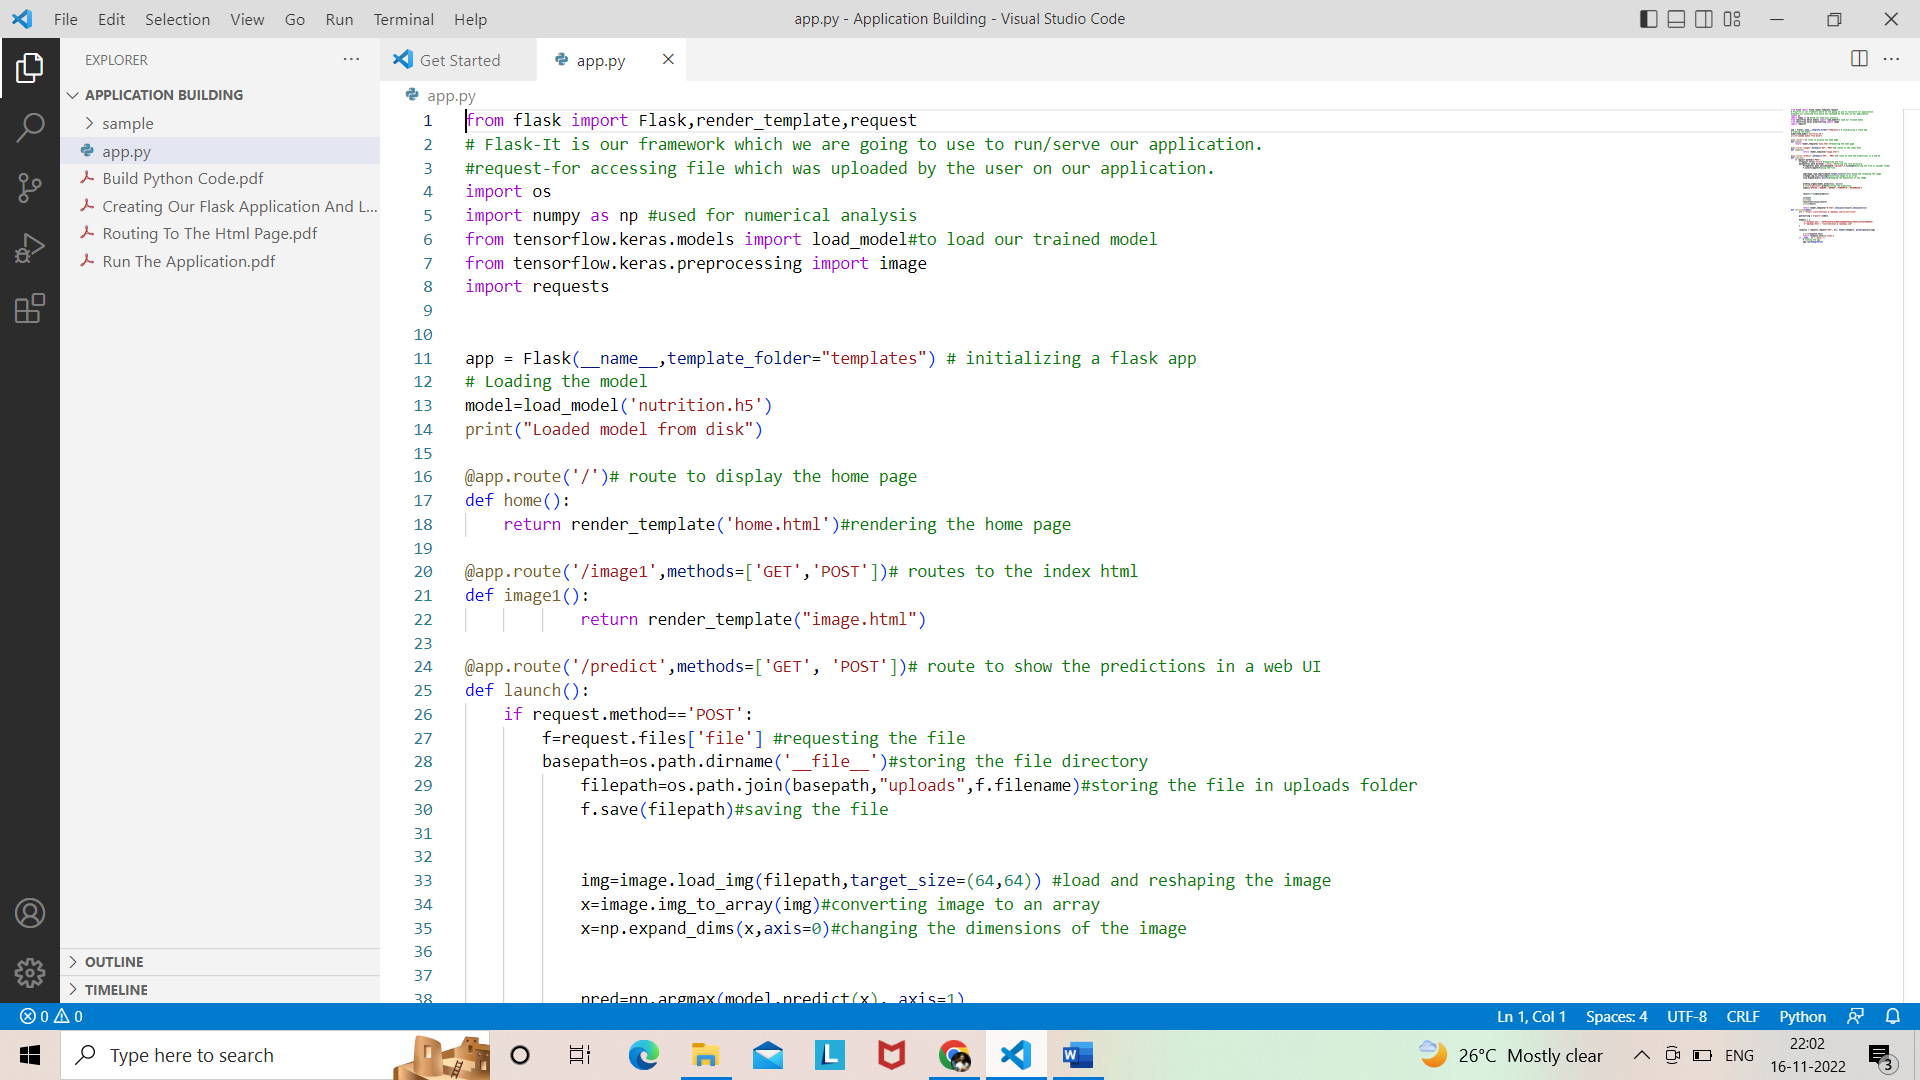 File Edit Selection View Go Run Terminal Help
app.py - Application Building - Visual Studio Code
EXPLORER
APPLICATION BUILDING
sample
app.py
Build Python Code.pdf
Creating Our Flask Application And L...
Routing To The Html Page.pdf
Run The Application.pdf
OUTLINE
TIMELINE
Get Started
app.py
app.py
1 from flask import Flask,render_template,request
2 # Flask-It is our framework which we are going to use to run/serve our application.
3 #request-for accessing file which was uploaded by the user on our application.
4 import os
5 import numpy as np #used for numerical analysis
6 from tensorflow.keras.models import load_model#to load our trained model
7 from tensorflow.keras.preprocessing import image
8 import requests
9
10
11 app = Flask(__name__,template_folder="templates") # initializing a flask app
12 # Loading the model
13 model=load_model('nutrition.h5')
14 print("Loaded model from disk")
15
16 @app.route('/')# route to display the home page
17 def home():
18     return render_template('home.html')#rendering the home page
19
20 @app.route('/image1',methods=['GET','POST'])# routes to the index html
21 def image1():
22             return render_template("image.html")
23
24 @app.route('/predict',methods=['GET', 'POST'])# route to show the predictions in a web UI
25 def launch():
26     if request.method=='POST':
27         f=request.files['file'] #requesting the file
28         basepath=os.path.dirname('__file__')#storing the file directory
29             filepath=os.path.join(basepath,"uploads",f.filename)#storing the file in uploads folder
30             f.save(filepath)#saving the file
31
32
33             img=image.load_img(filepath,target_size=(64,64)) #load and reshaping the image
34             x=image.img_to_array(img)#converting image to an array
35             x=np.expand_dims(x,axis=0)#changing the dimensions of the image
36
37
38             pred=np.argmax(model.predict(x), axis=1)
0 0
Ln 1, Col 1 Spaces: 4 UTF-8 CRLF Python
Type here to search
26°C Mostly clear
ENG
22:02
16-11-2022
3